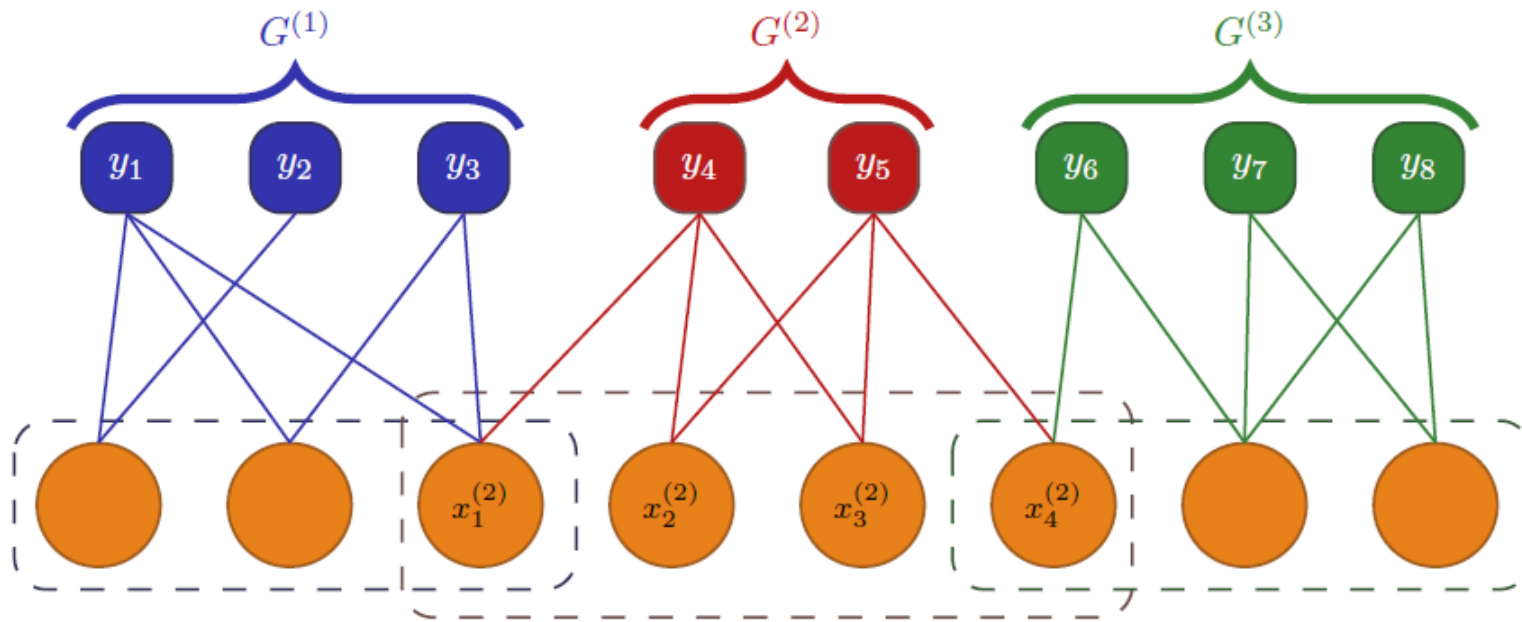 G^{(1)} G^{(2)} G^{(3)}
y_1 y_2 y_3 y_4 y_5 y_6 y_7 y_8
x_1^{(2)} x_2^{(2)} x_3^{(2)} x_4^{(2)}